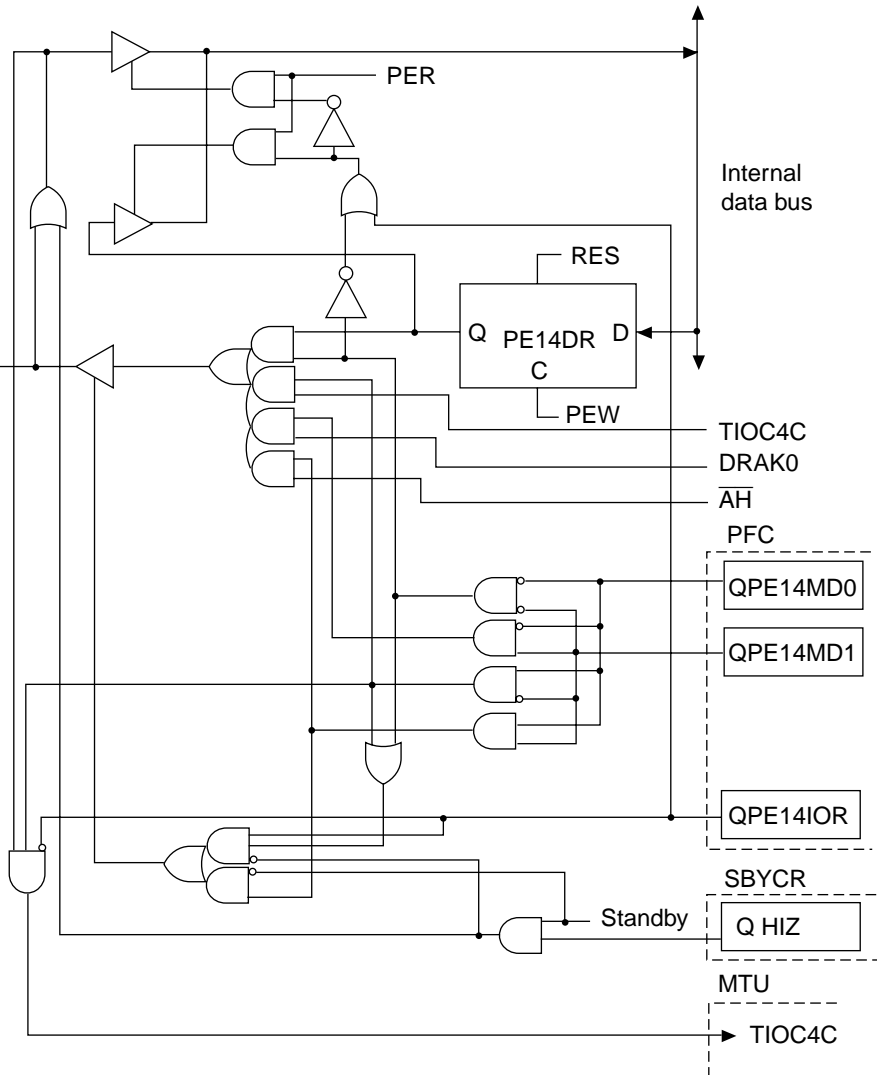 PER
Internal
data bus
RES
Q PE14DR D
C
PEW
TIOC4C
DRAK0
AH
PFC
QPE14MD0
QPE14MD1
QPE14IOR
SBYCR
Standby
Q HIZ
MTU
TIOC4C